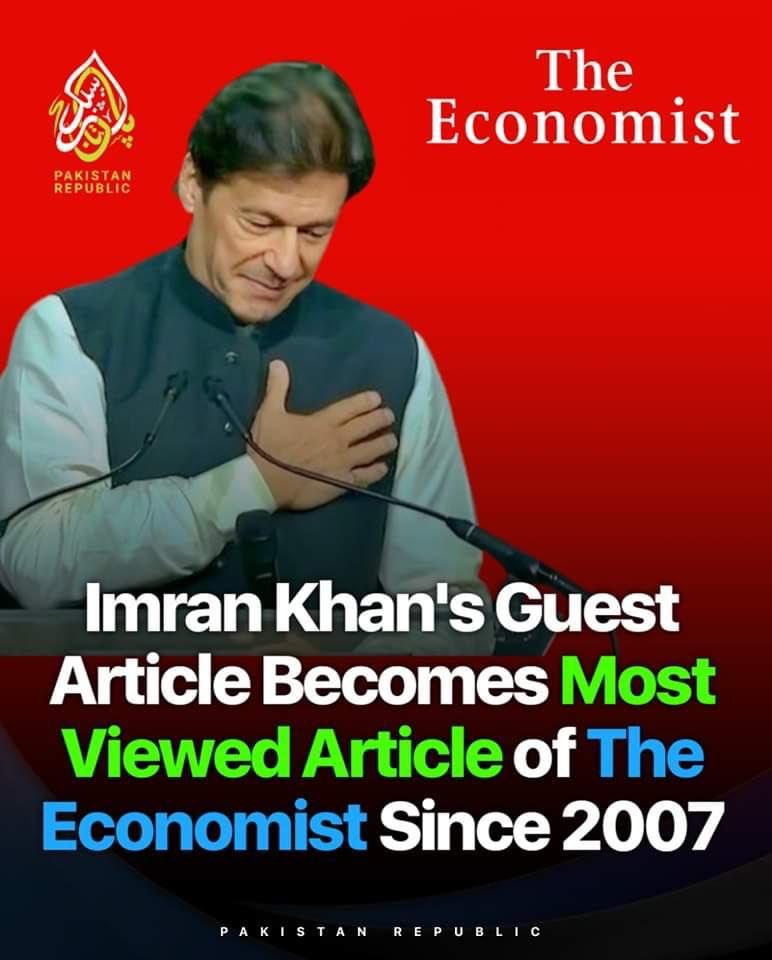 PAKISTAN
REPUBLIC
The
Economist
Imran Khan's Guest
Article Becomes Most
Viewed Article of The
Economist Since 2007
PAKISTAN REPUBLIC